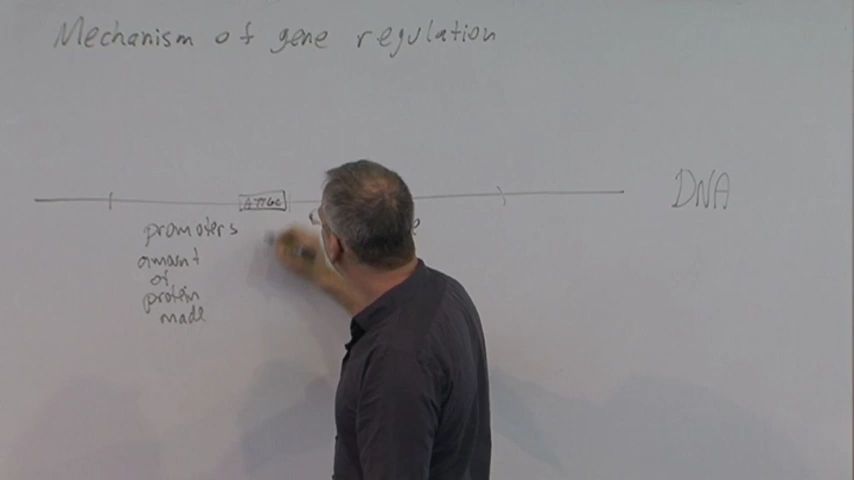 Mechanism of gene regulation
DNA
promoters
amount
of
protein
made